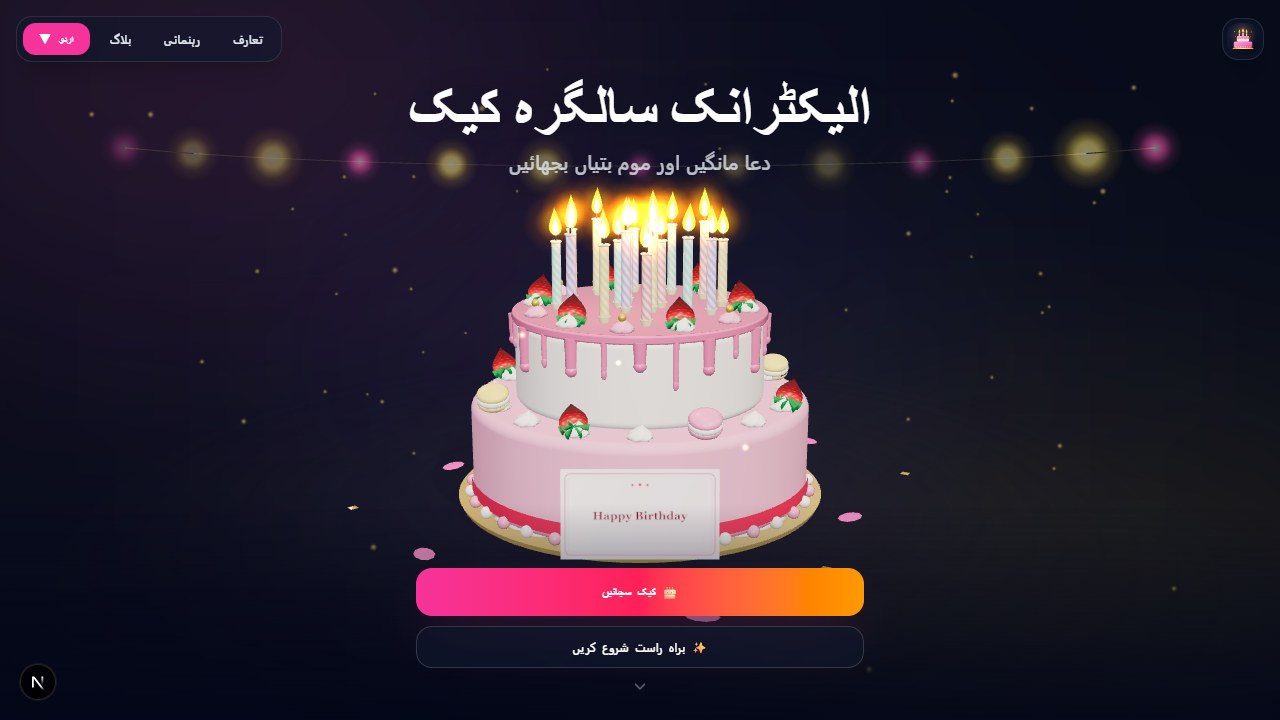 تعارف
رہنمائی
بلاگ
اردو ▼
الیکٹرانک سالگرہ کیک
دعا مانگیں اور موم بتیاں بجھائیں
Happy Birthday
🎂 کیک سجائیں
✨ براہ راست شروع کریں
N